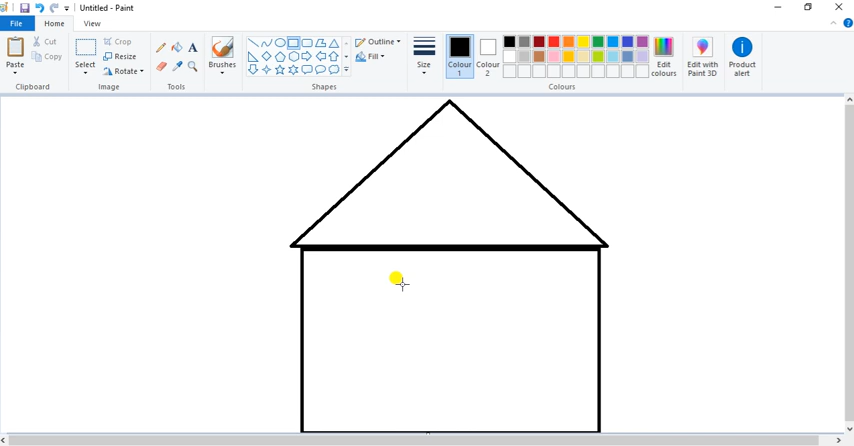 Untitled - Paint
File Home View
Paste
Cut
Copy
Clipboard
Select
Crop
Resize
Rotate
Image
A
Tools
Brushes
Outline
Fill
Shapes
Size
Colour 1
Colour 2
Edit colours
Colours
Edit with Paint 3D
Product alert